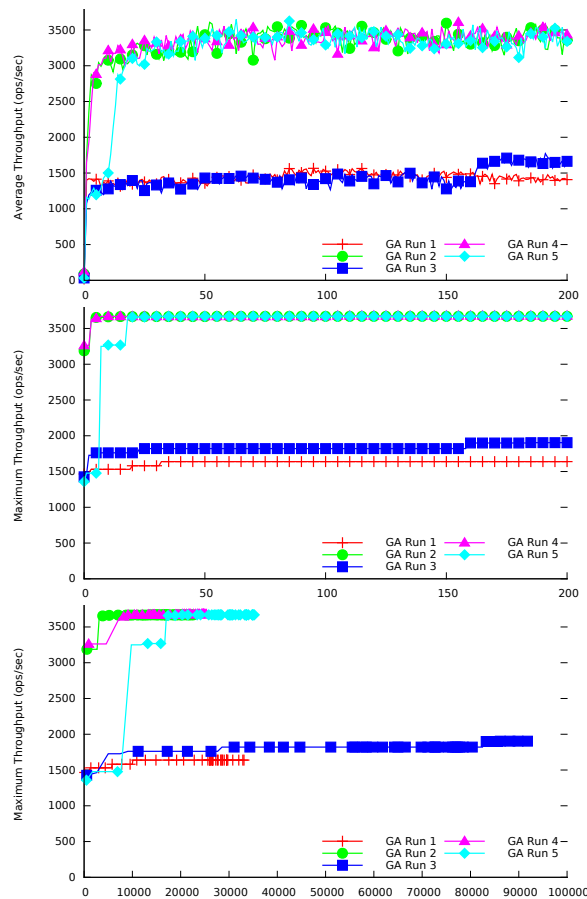 3500
3000
2500
2000
1500
1000
500
0
Average Throughput (ops/sec)
GA Run 1
GA Run 2
GA Run 3
GA Run 4
GA Run 5
0 50 100 150 200
3500
3000
2500
2000
1500
1000
500
0
Maximum Throughput (ops/sec)
GA Run 1
GA Run 2
GA Run 3
GA Run 4
GA Run 5
0 50 100 150 200
3500
3000
2500
2000
1500
1000
500
0
Maximum Throughput (ops/sec)
GA Run 1
GA Run 2
GA Run 3
GA Run 4
GA Run 5
0 10000 20000 30000 40000 50000 60000 70000 80000 90000 100000